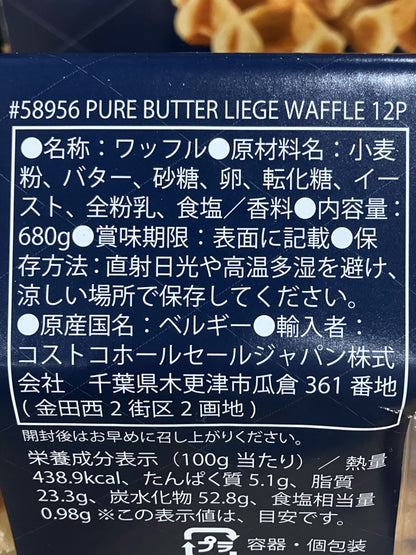 #58956 PURE BUTTER LIEGE WAFFLE 12P
●名称：ワッフル●原材料名：小麦
粉、バター、砂糖、卵、転化糖、イー
スト、全粉乳、食塩／香料●内容量：
680g●賞味期限：表面に記載●保
存方法：直射日光や高温多湿を避け、
涼しい場所で保存してください。
●原産国名：ベルギー●輸入者：
コストコホールセールジャパン株式
会社　千葉県木更津市瓜倉 361 番地
(金田西 2 街区 2 画地)
開封後はお早めに召し上がりください。
栄養成分表示（100g 当たり）／熱量
438.9kcal、たんぱく質 5.1g、脂質
23.3g、炭水化物 52.8g、食塩相当量
0.98g ※この表示値は、目安です。
プラ 容器・個包装